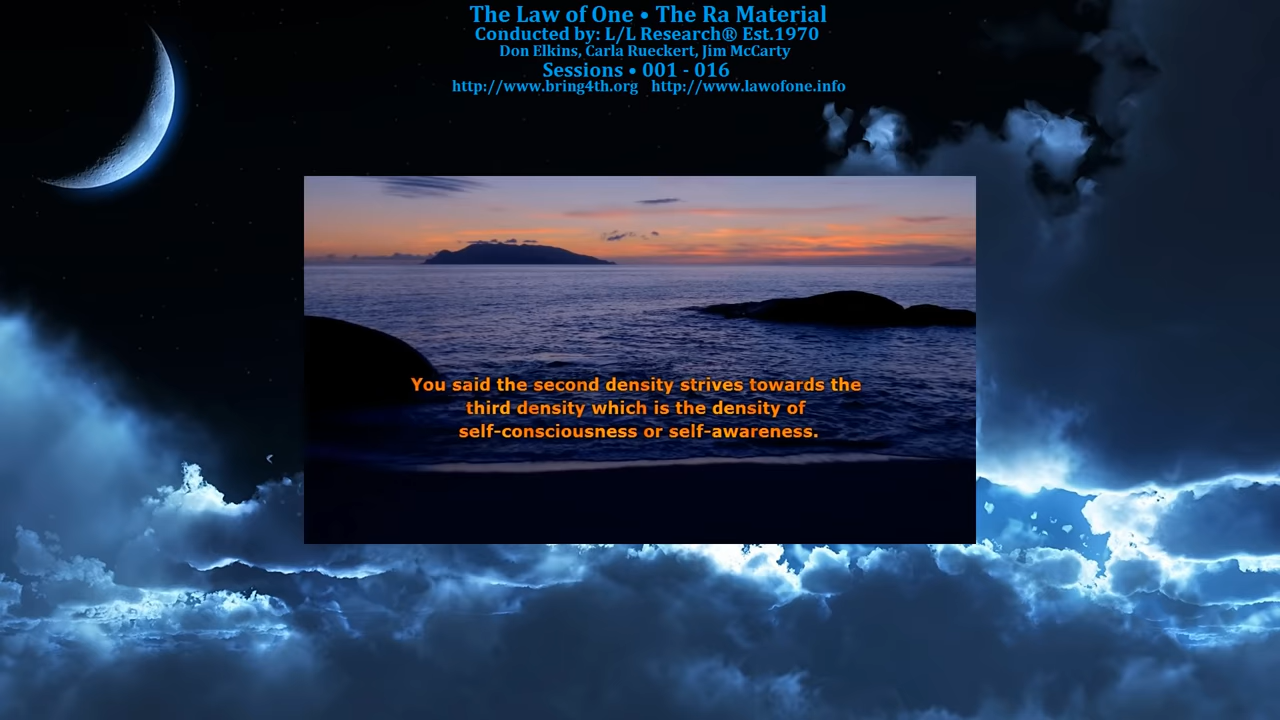 The Law of One • The Ra Material
Conducted by: L/L Research® Est.1970
Don Elkins, Carla Rueckert, Jim McCarty
Sessions • 001 - 016
http://www.bring4th.org http://www.lawofone.info
You said the second density strives towards the
third density which is the density of
self-consciousness or self-awareness.